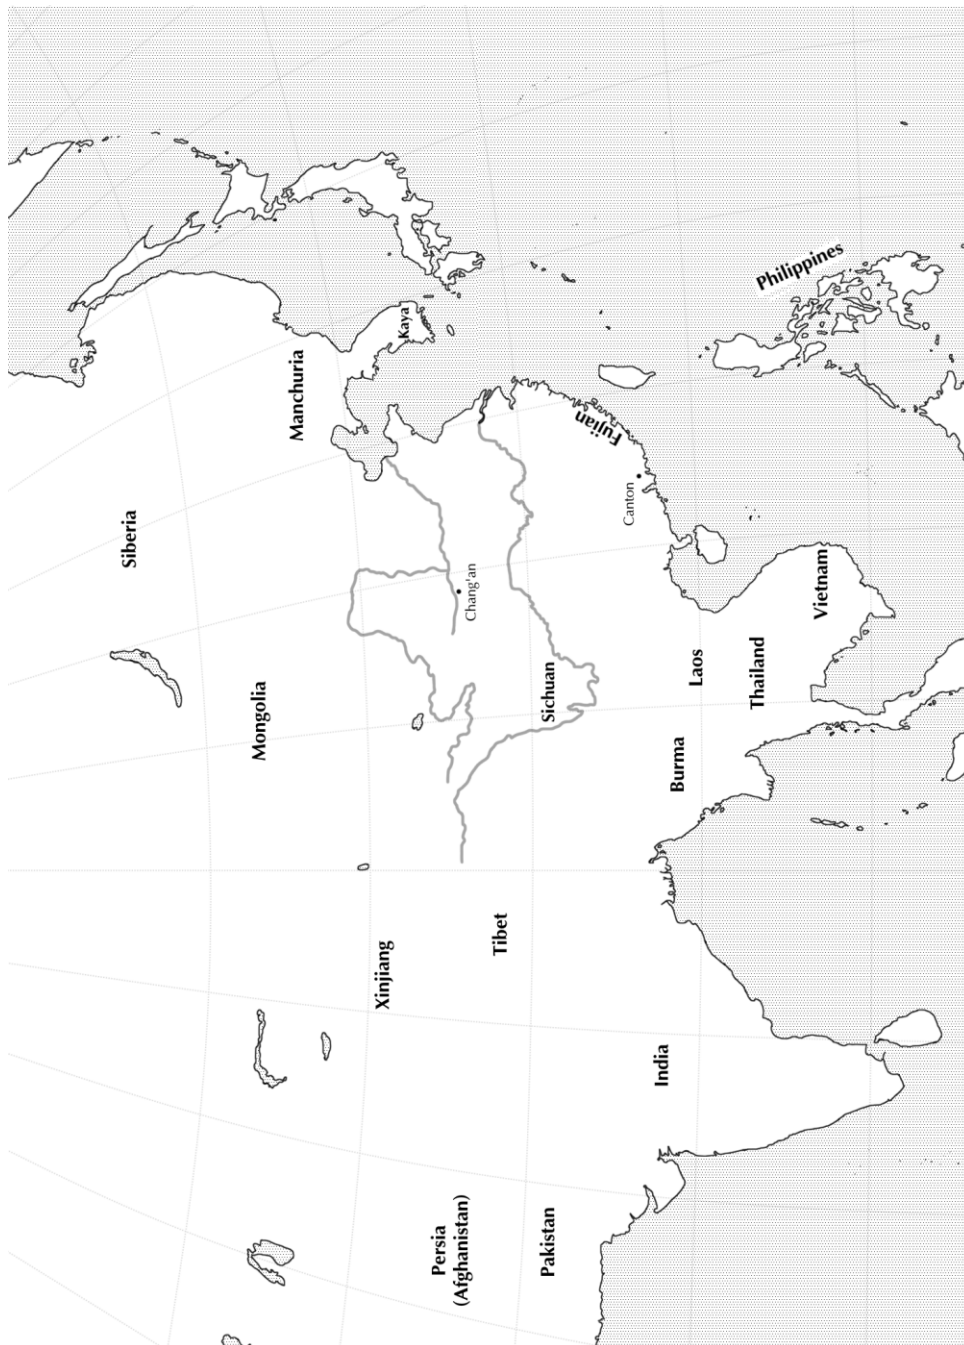 Siberia
Manchuria
Mongolia
Kaya
Xinjiang
Chang'an
Tibet
Sichuan
Fujian
Canton
Philippines
Persia
(Afghanistan)
Pakistan
India
Burma
Laos
Thailand
Vietnam